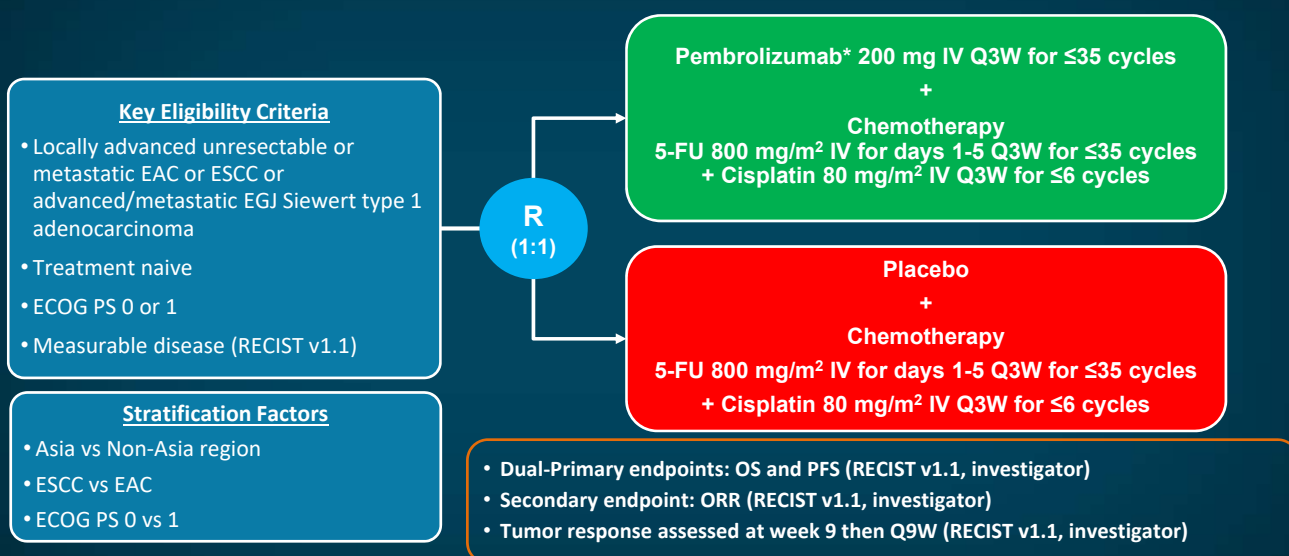 Key Eligibility Criteria
• Locally advanced unresectable or
metastatic EAC or ESCC or
advanced/metastatic EGJ Siewert type 1
adenocarcinoma
• Treatment naive
• ECOG PS 0 or 1
• Measurable disease (RECIST v1.1)
Stratification Factors
• Asia vs Non-Asia region
• ESCC vs EAC
• ECOG PS 0 vs 1
R
(1:1)
Pembrolizumab* 200 mg IV Q3W for ≤35 cycles
+
Chemotherapy
5-FU 800 mg/m² IV for days 1-5 Q3W for ≤35 cycles
+ Cisplatin 80 mg/m² IV Q3W for ≤6 cycles
Placebo
+
Chemotherapy
5-FU 800 mg/m² IV for days 1-5 Q3W for ≤35 cycles
+ Cisplatin 80 mg/m² IV Q3W for ≤6 cycles
• Dual-Primary endpoints: OS and PFS (RECIST v1.1, investigator)
• Secondary endpoint: ORR (RECIST v1.1, investigator)
• Tumor response assessed at week 9 then Q9W (RECIST v1.1, investigator)